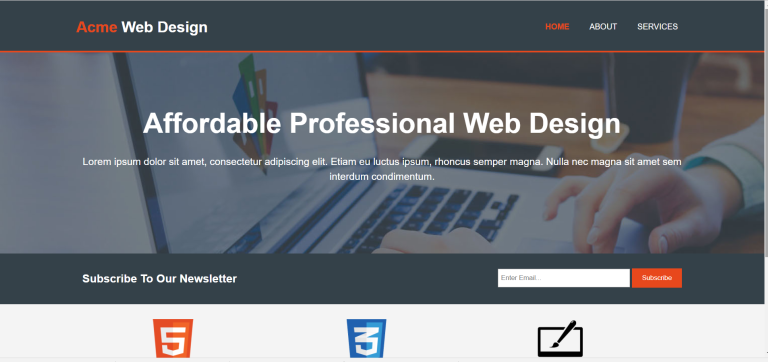 Acme Web Design
HOME ABOUT SERVICES
Affordable Professional Web Design
Lorem ipsum dolor sit amet, consectetur adipiscing elit. Etiam eu luctus ipsum, rhoncus semper magna. Nulla nec magna sit amet sem
interdum condimentum.
Subscribe To Our Newsletter
Enter Email...
Subscribe
5
3